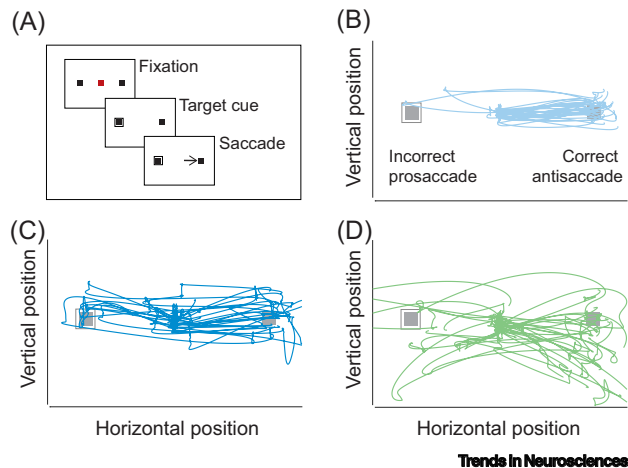 (A)
Fixation
Target cue
Saccade
(B)
Vertical position
Incorrect
prosaccade
Correct
antisaccade
(C)
Vertical position
Horizontal position
(D)
Vertical position
Horizontal position
Trends in Neurosciences